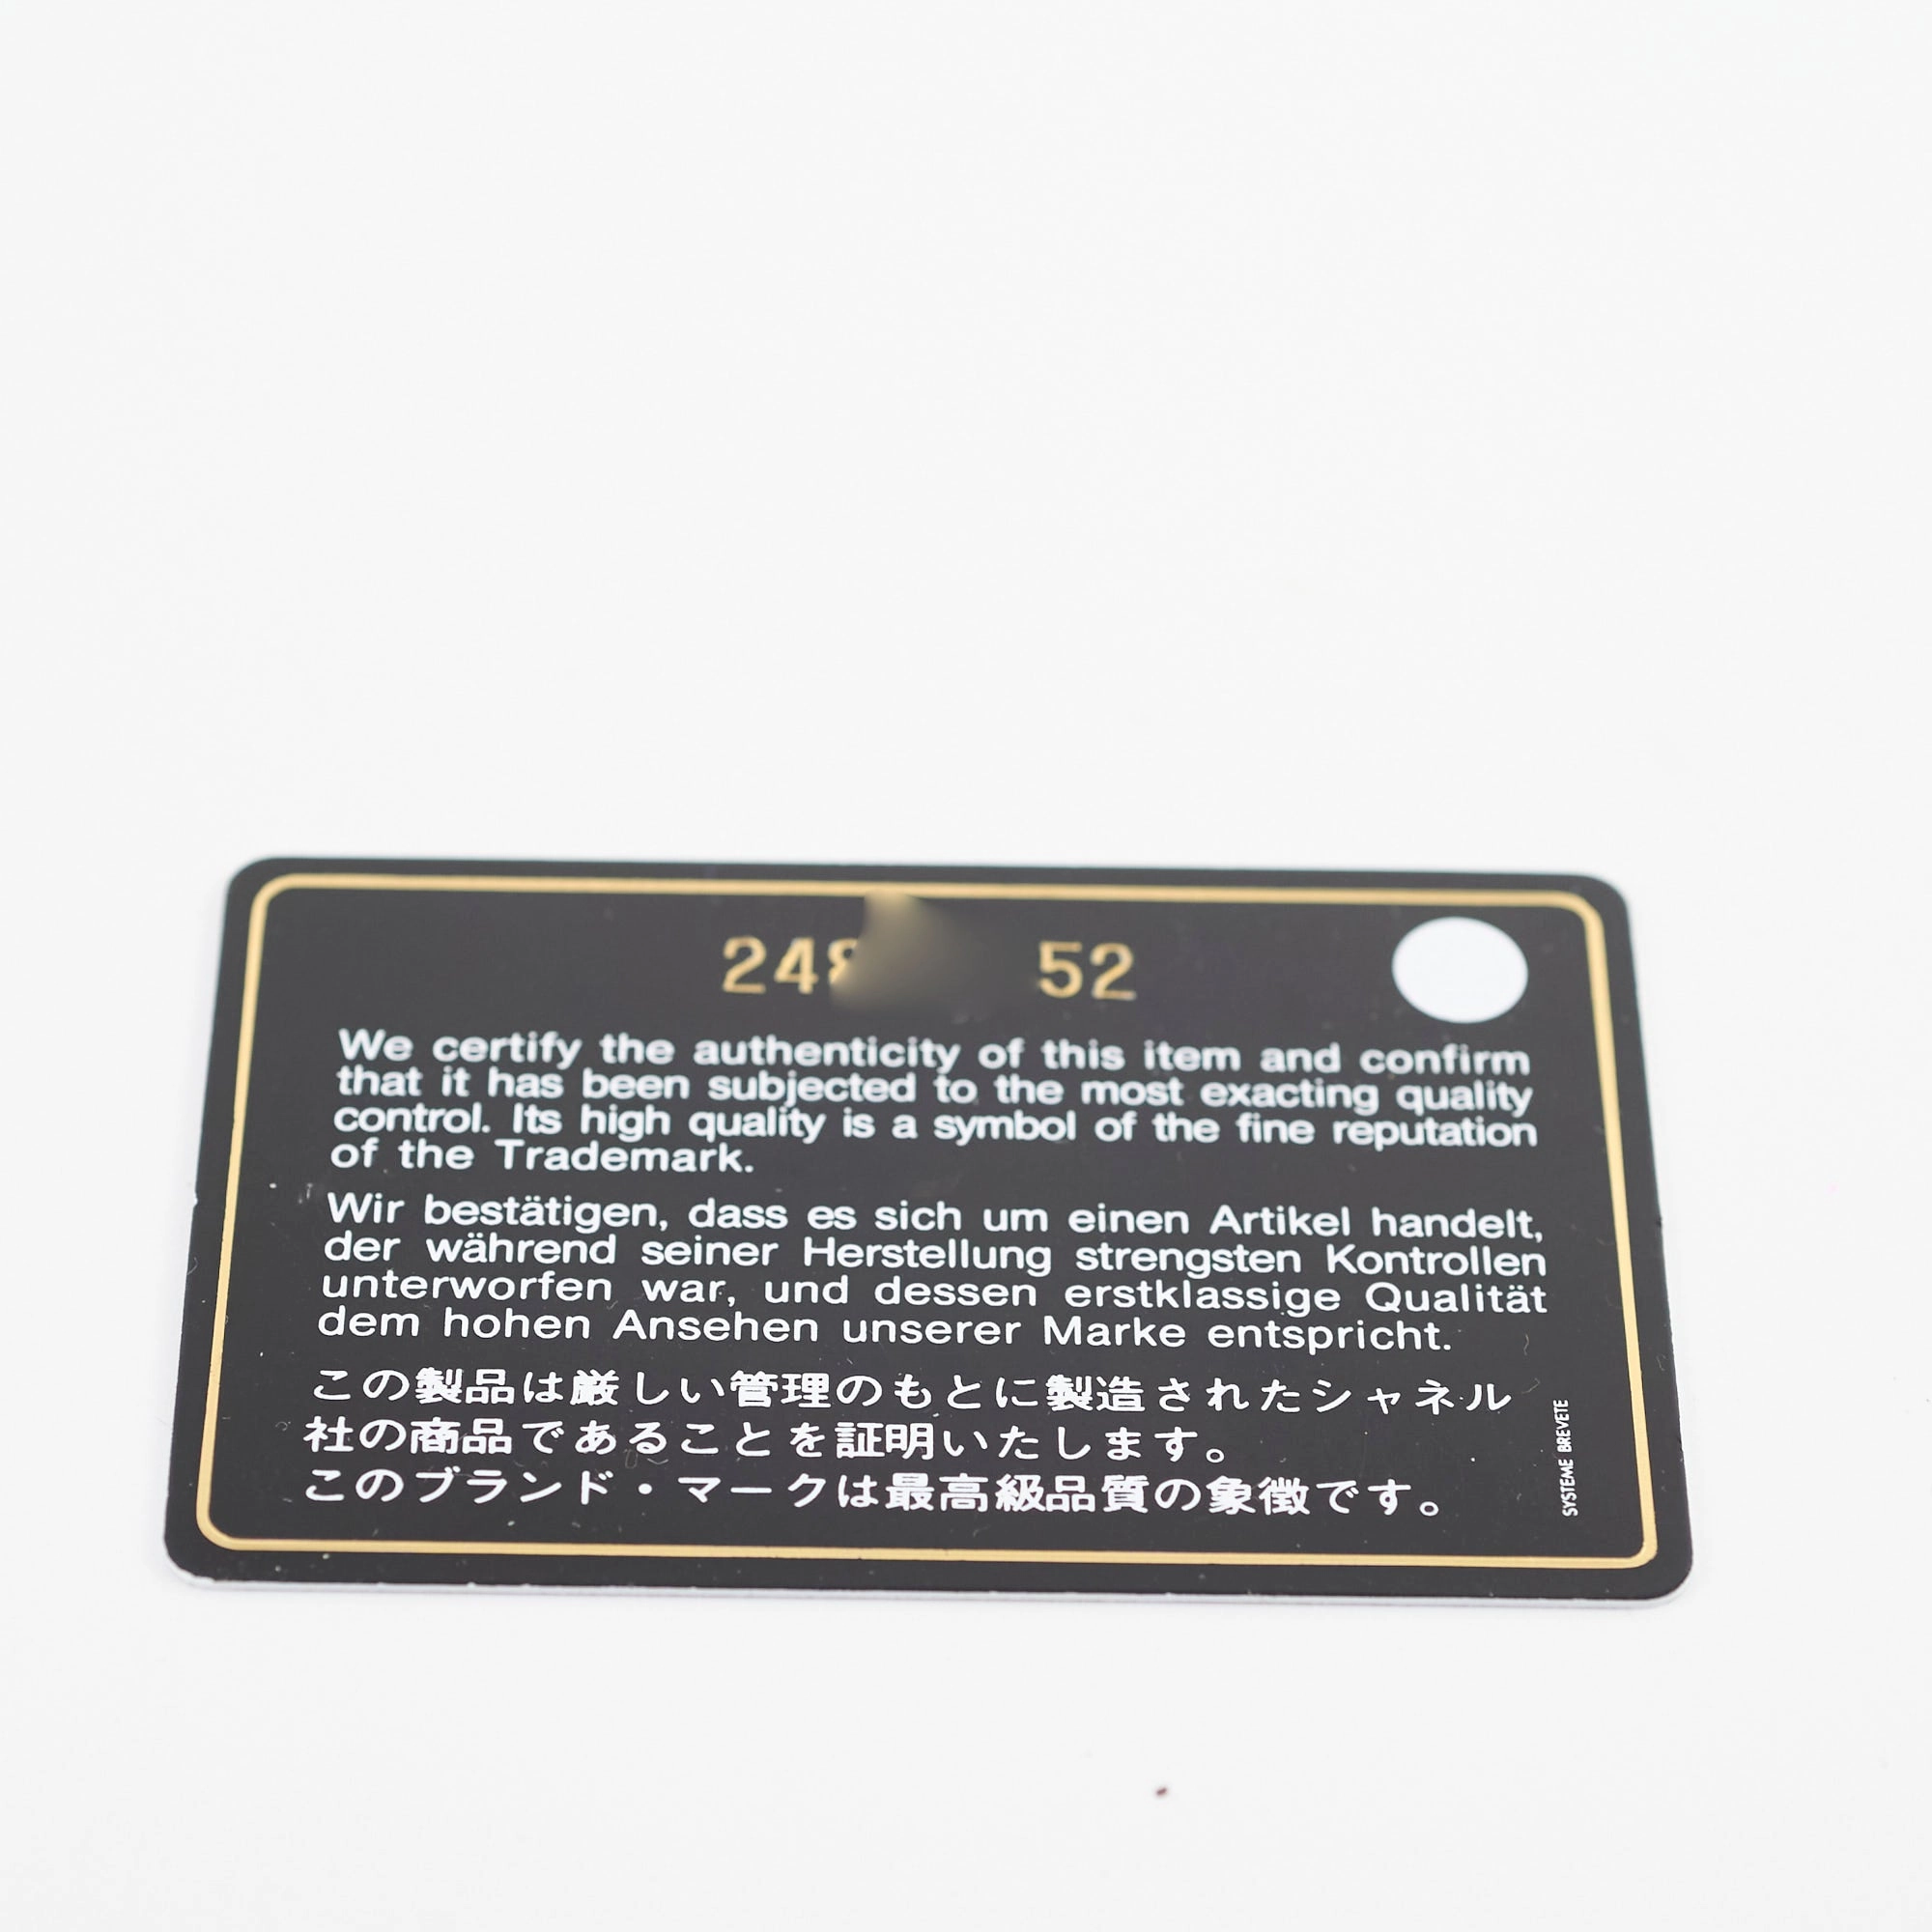 248 52
We certify the authenticity of this item and confirm
that it has been subjected to the most exacting quality
control. Its high quality is a symbol of the fine reputation
of the Trademark.
Wir bestätigen, dass es sich um einen Artikel handelt,
der während seiner Herstellung strengsten Kontrollen
unterworfen war, und dessen erstklassige Qualität
dem hohen Ansehen unserer Marke entspricht.
この製品は厳しい管理のもとに製造されたシャネル
社の商品であることを証明いたします。
このブランド・マークは最高級品質の象徴です。
SYSTEME BREVETE